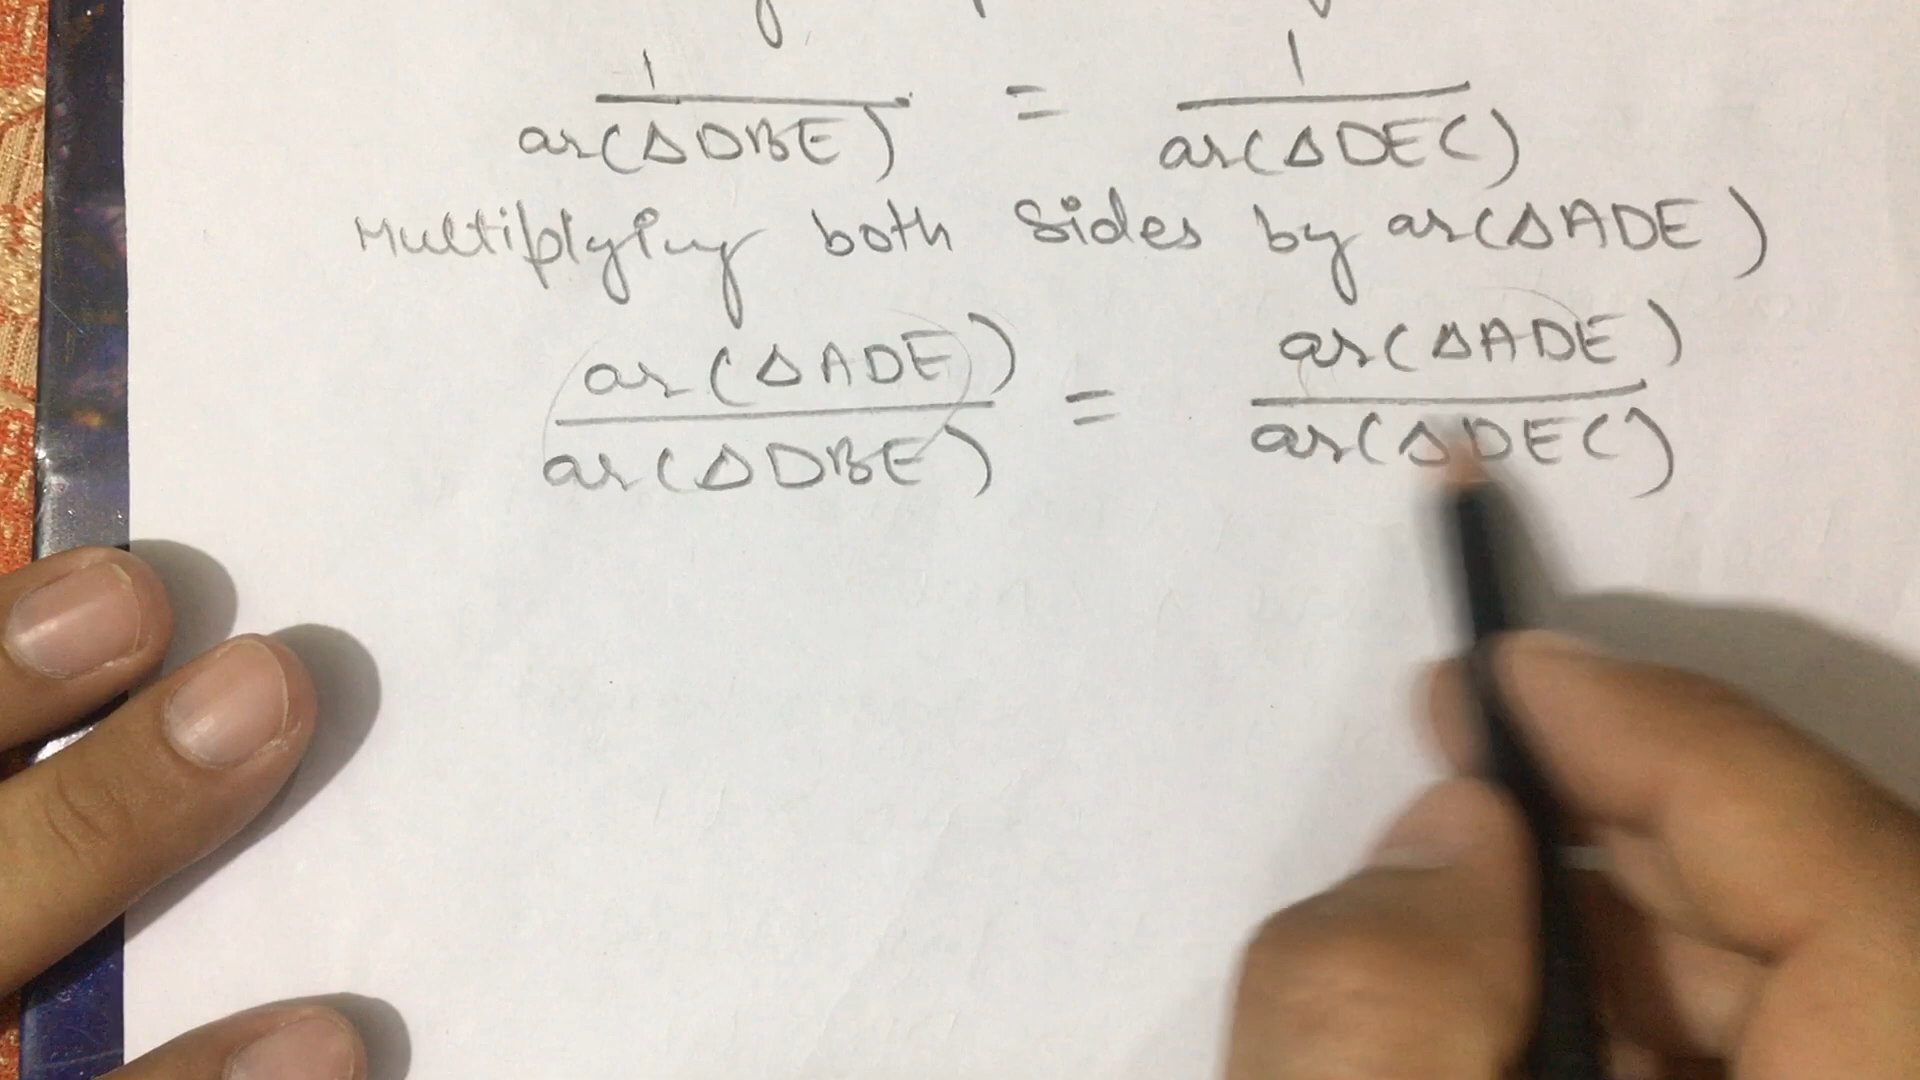 1 = 1
ar(ΔDBE) ar(ΔDEC)
Multiplying both sides by ar(ΔADE)
ar(ΔADE) = ar(ΔADE)
ar(ΔDBE) ar(ΔDEC)